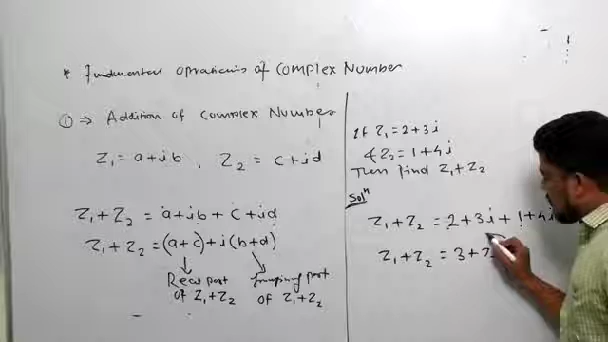 * Fundamental Operations of Complex Number
① → Addition of Complex Number
Z₁ = a+ib, Z₂ = c+id
Z₁+Z₂ = a+ib+c+id
Z₁+Z₂ = (a+c)+i(b+d)
Real part
of Z₁+Z₂
Imaginary part
of Z₁+Z₂
If Z₁=2+3i
& Z₂=1+4i
Then find Z₁+Z₂
Solⁿ
Z₁+Z₂ = 2+3i+1+4i
Z₁+Z₂ = 3+7